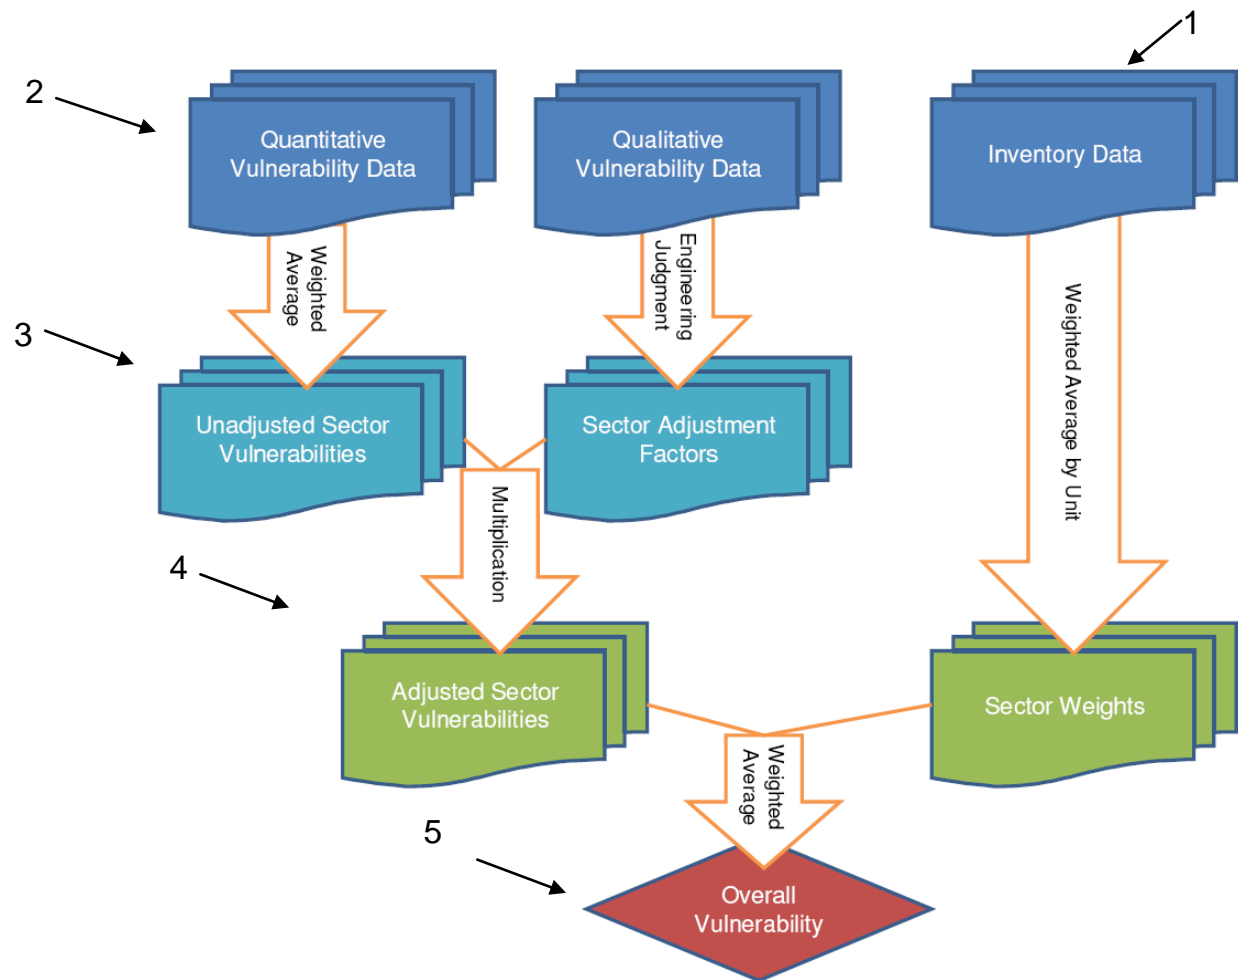 1
2
Quantitative
Vulnerability Data
Qualitative
Vulnerability Data
Inventory Data
Weighted
Average
Engineering
Judgment
Weighted Average by Unit
3
Unadjusted Sector
Vulnerabilities
Sector Adjustment
Factors
Multiplication
4
Adjusted Sector
Vulnerabilities
Sector Weights
Weighted
Average
5
Overall
Vulnerability